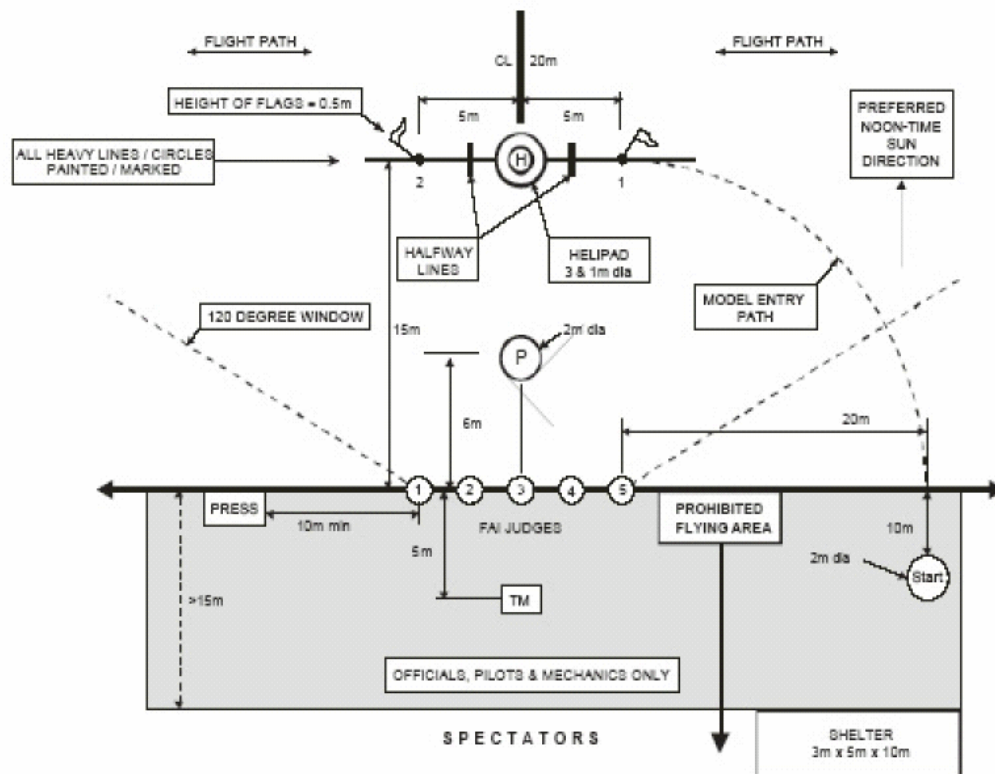 FLIGHT PATH
FLIGHT PATH
CL
20m
HEIGHT OF FLAGS = 0.5m
5m
5m
PREFERRED
NOON-TIME
SUN
DIRECTION
ALL HEAVY LINES / CIRCLES
PAINTED / MARKED
H
2
1
HALFWAY
LINES
HELIPAD
3 & 1m dia
MODEL ENTRY
PATH
120 DEGREE WINDOW
15m
2m dia
P
6m
20m
1
2
3
4
5
PRESS
10m min
FAI JUDGES
PROHIBITED
FLYING AREA
10m
5m
2m dia
Start
>15m
TM
OFFICIALS, PILOTS & MECHANICS ONLY
SPECTATORS
SHELTER
3m x 5m x 10m